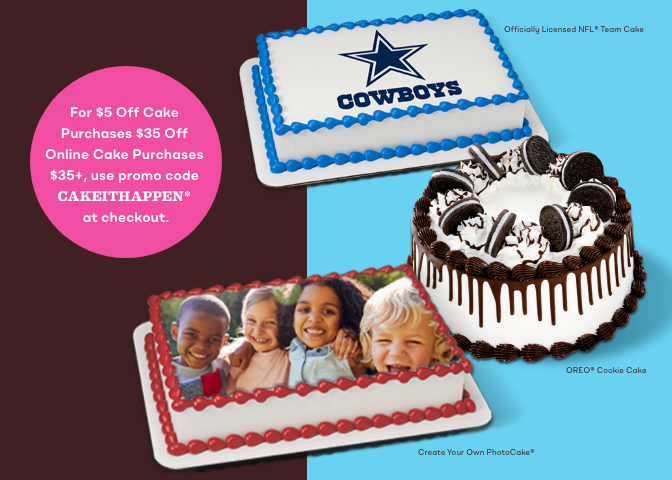 Officially Licensed NFL® Team Cake
COWBOYS
For $5 Off Cake
Purchases $35 Off
Online Cake Purchases
$35+, use promo code
CAKEITHAPPEN*
at checkout.
OREO® Cookie Cake
Create Your Own PhotoCake®